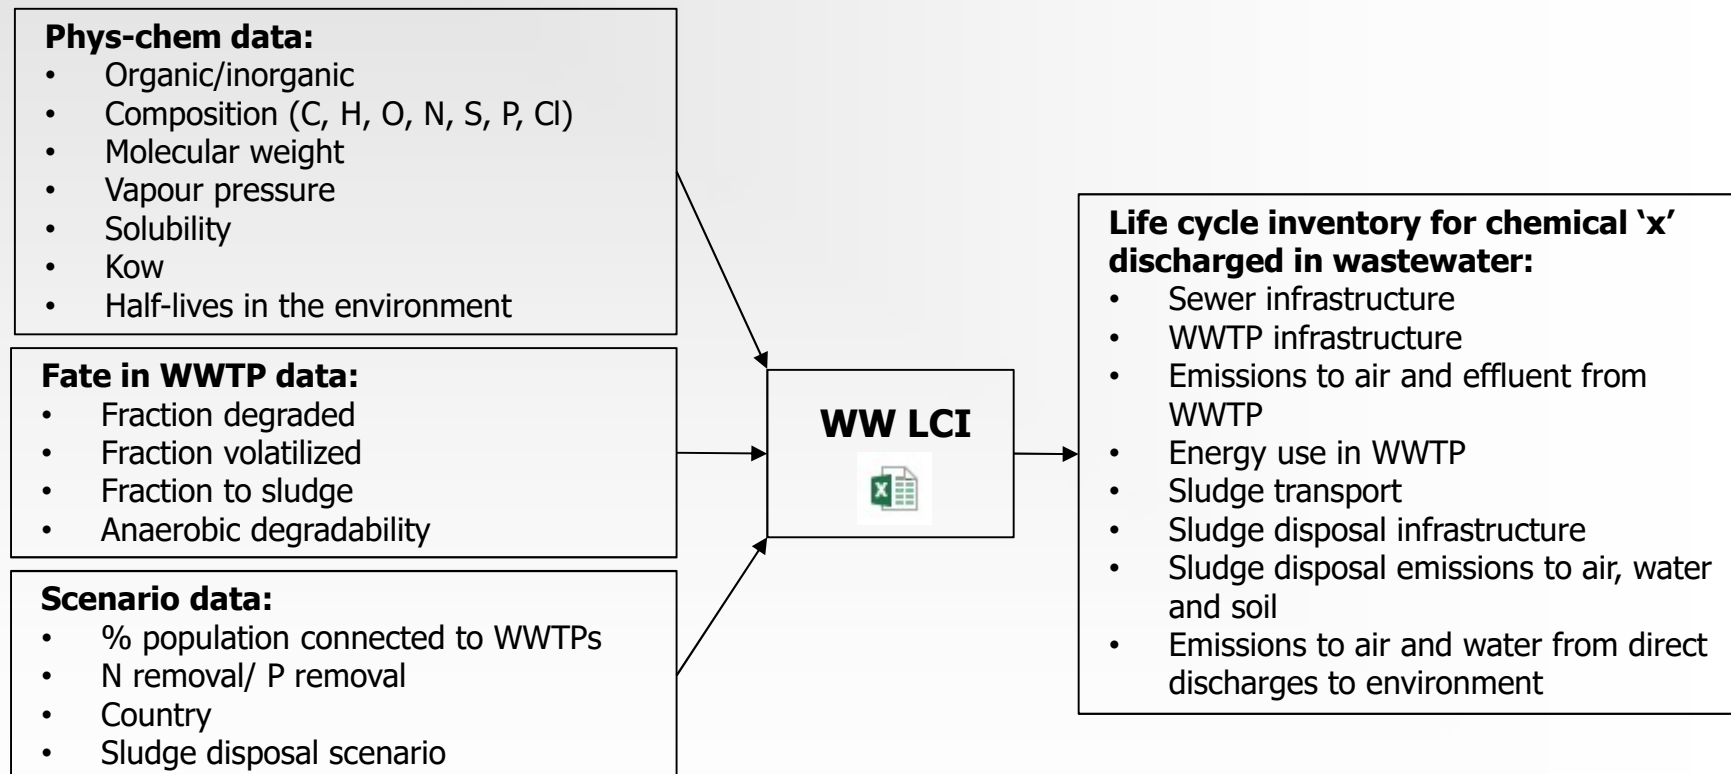 Phys-chem data:
• Organic/inorganic
• Composition (C, H, O, N, S, P, Cl)
• Molecular weight
• Vapour pressure
• Solubility
• Kow
• Half-lives in the environment
Fate in WWTP data:
• Fraction degraded
• Fraction volatilized
• Fraction to sludge
• Anaerobic degradability
Scenario data:
• % population connected to WWTPs
• N removal/ P removal
• Country
• Sludge disposal scenario
WW LCI
Life cycle inventory for chemical ‘x’
discharged in wastewater:
• Sewer infrastructure
• WWTP infrastructure
• Emissions to air and effluent from
WWTP
• Energy use in WWTP
• Sludge transport
• Sludge disposal infrastructure
• Sludge disposal emissions to air, water
and soil
• Emissions to air and water from direct
discharges to environment